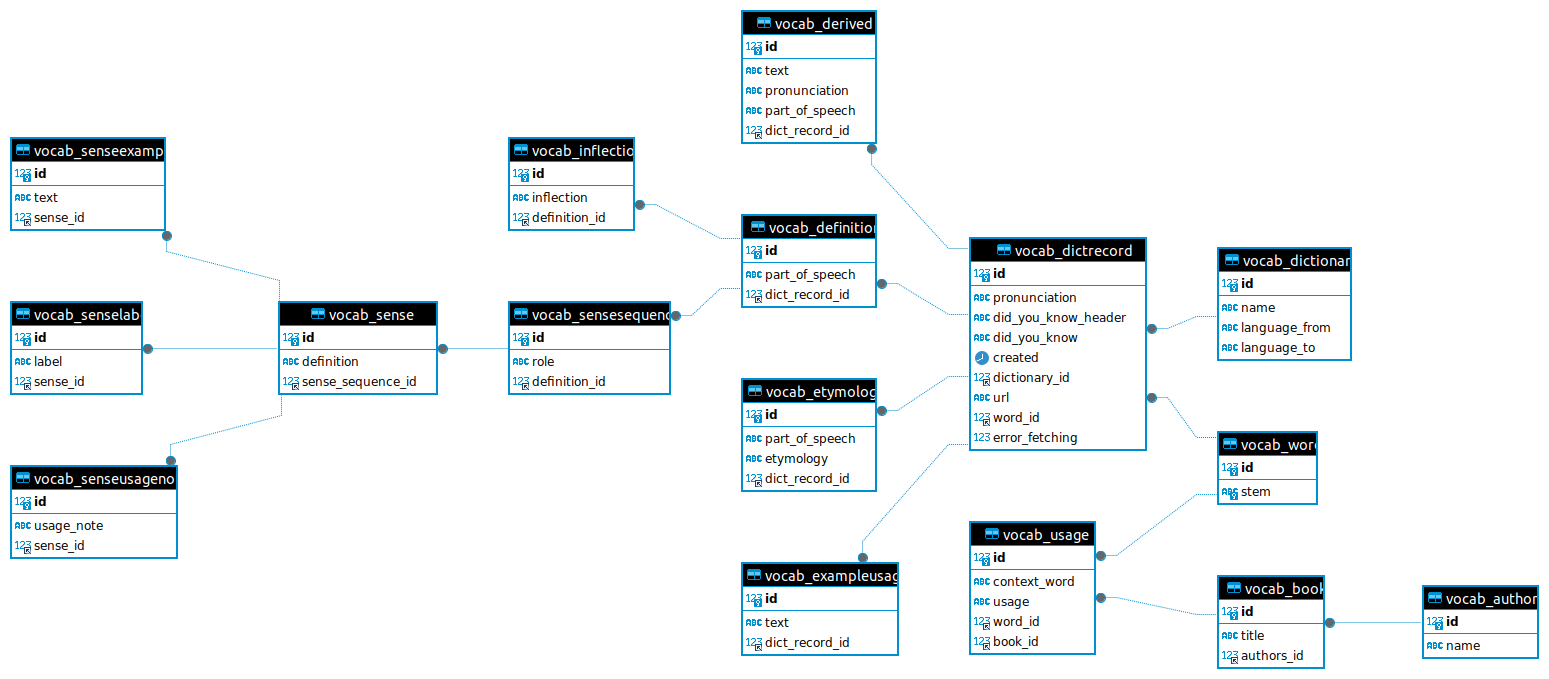 vocab_derived
id
text
pronunciation
part_of_speech
dict_record_id
vocab_senseexamp
id
text
sense_id
vocab_inflectio
id
inflection
definition_id
vocab_definition
id
part_of_speech
dict_record_id
vocab_dictrecord
id
pronunciation
did_you_know_header
did_you_know
created
dictionary_id
url
word_id
error_fetching
vocab_dictionar
id
name
language_from
language_to
vocab_senselab
id
label
sense_id
vocab_sense
id
definition
sense_sequence_id
vocab_sensesequenc
id
role
definition_id
vocab_etymolog
id
part_of_speech
etymology
dict_record_id
vocab_word
id
stem
vocab_senseusageno
id
usage_note
sense_id
vocab_exampleusag
id
text
dict_record_id
vocab_usage
id
context_word
usage
word_id
book_id
vocab_book
id
title
authors_id
vocab_author
id
name